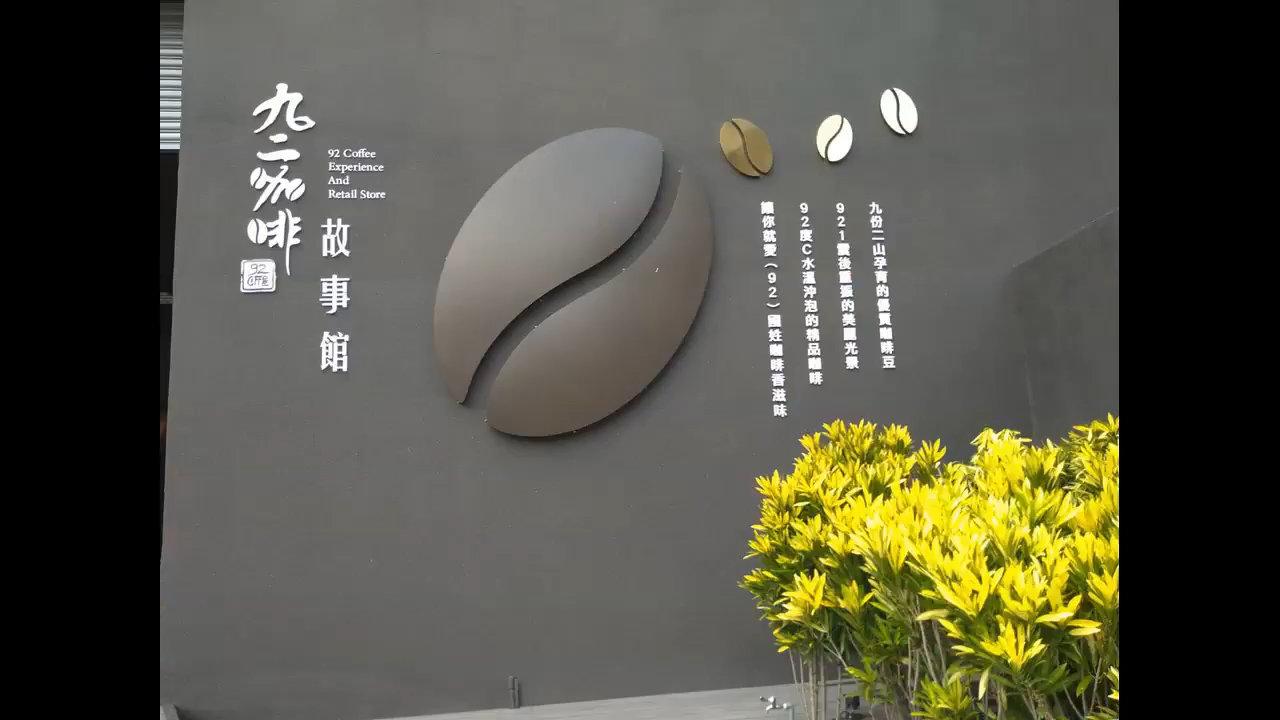 九二咖啡
92 COFFEE
92 Coffee
Experience
And
Retail Store
故事館
九份二山孕育的優質咖啡豆
921震後重振的美麗光景
92度C水溫沖泡的精品咖啡
讓你就愛(92)國姓咖啡香滋味